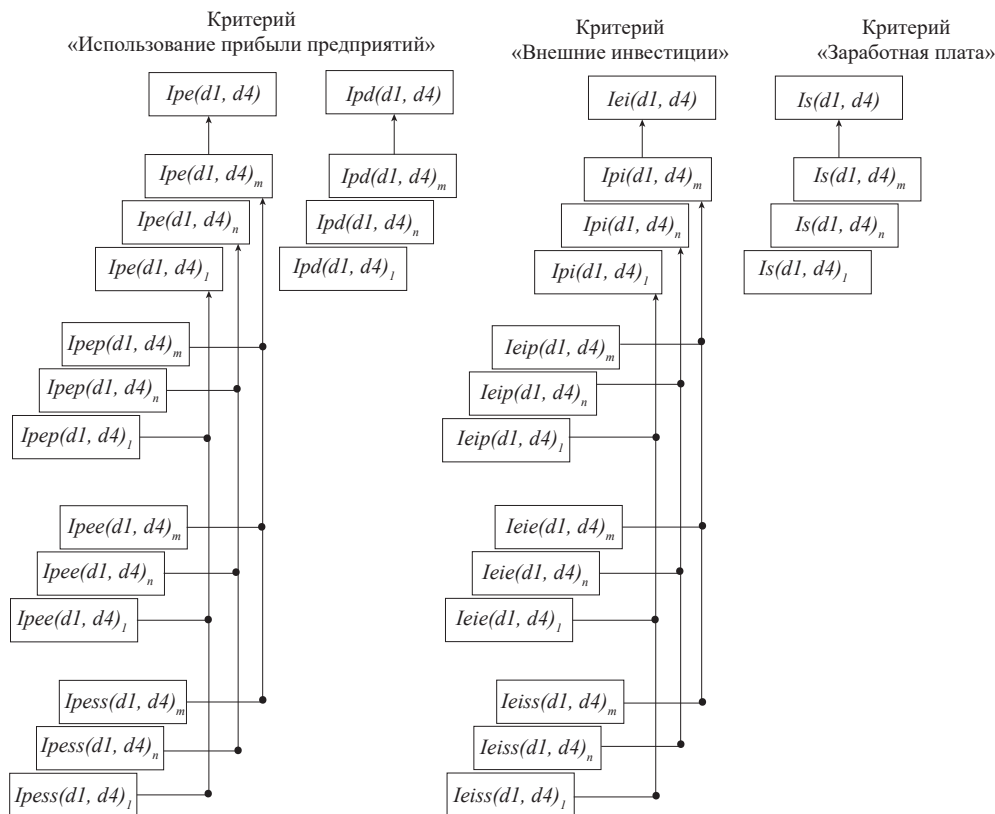 Критерий
«Использование прибыли предприятий»
Критерий
«Внешние инвестиции»
Критерий
«Заработная плата»
Ipe(d1, d4)
Ipd(d1, d4)
Iei(d1, d4)
Is(d1, d4)
Ipe(d1, d4)m
Ipd(d1, d4)m
Ipi(d1, d4)m
Is(d1, d4)m
Ipe(d1, d4)n
Ipd(d1, d4)n
Ipi(d1, d4)n
Is(d1, d4)n
Ipe(d1, d4)1
Ipd(d1, d4)1
Ipi(d1, d4)1
Is(d1, d4)1
Ipep(d1, d4)m
Ieip(d1, d4)m
Ipep(d1, d4)n
Ieip(d1, d4)n
Ipep(d1, d4)1
Ieip(d1, d4)1
Ipee(d1, d4)m
Ieie(d1, d4)m
Ipee(d1, d4)n
Ieie(d1, d4)n
Ipee(d1, d4)1
Ieie(d1, d4)1
Ipess(d1, d4)m
Ieiss(d1, d4)m
Ipess(d1, d4)n
Ieiss(d1, d4)n
Ipess(d1, d4)1
Ieiss(d1, d4)1